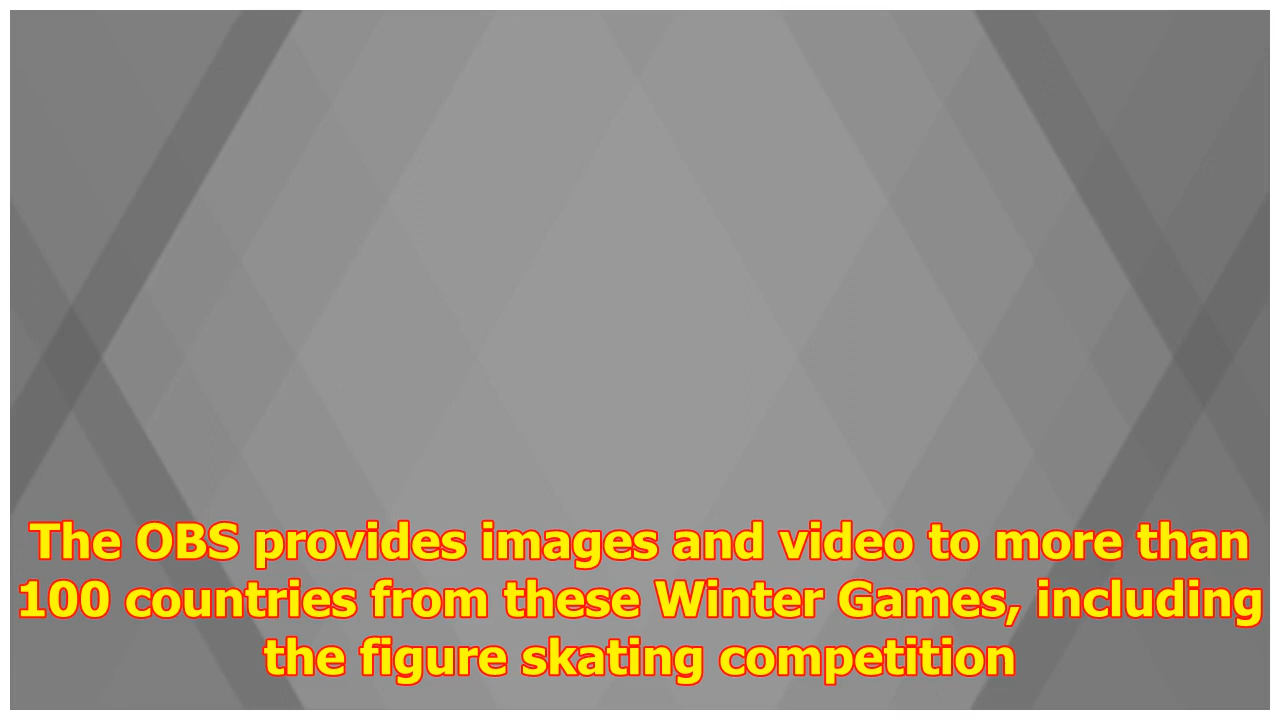 The OBS provides images and video to more than
100 countries from these Winter Games, including
the figure skating competition